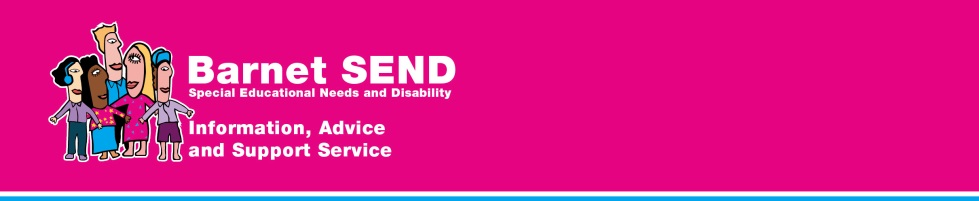 Barnet SEND
Special Educational Needs and Disability
Information, Advice
and Support Service